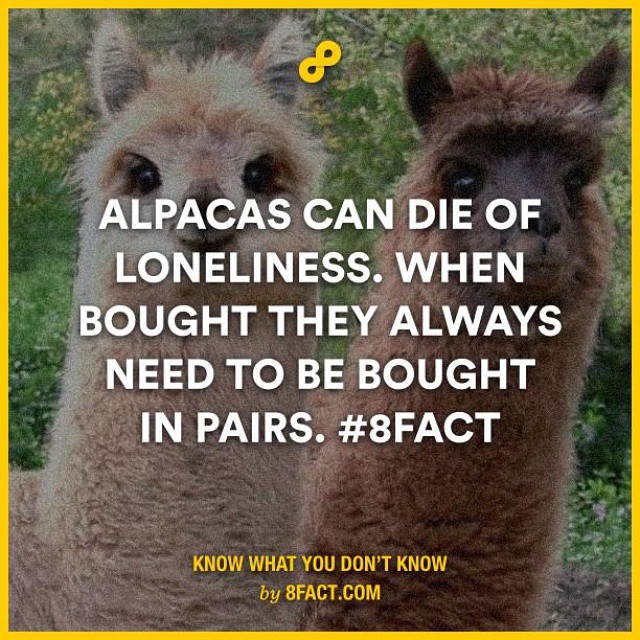 ALPACAS CAN DIE OF
LONELINESS. WHEN
BOUGHT THEY ALWAYS
NEED TO BE BOUGHT
IN PAIRS. #8FACT
KNOW WHAT YOU DON'T KNOW
by 8FACT.COM